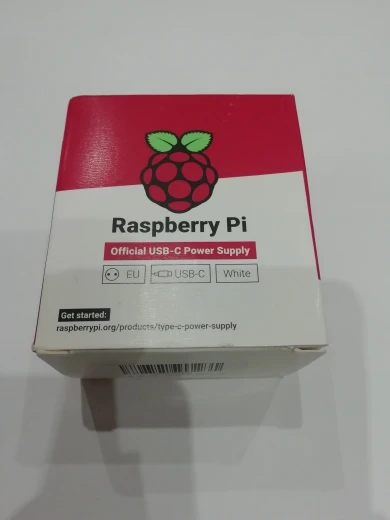 Raspberry Pi
Official USB-C Power Supply
EU USB-C White
Get started:
raspberrypi.org/products/type-c-power-supply